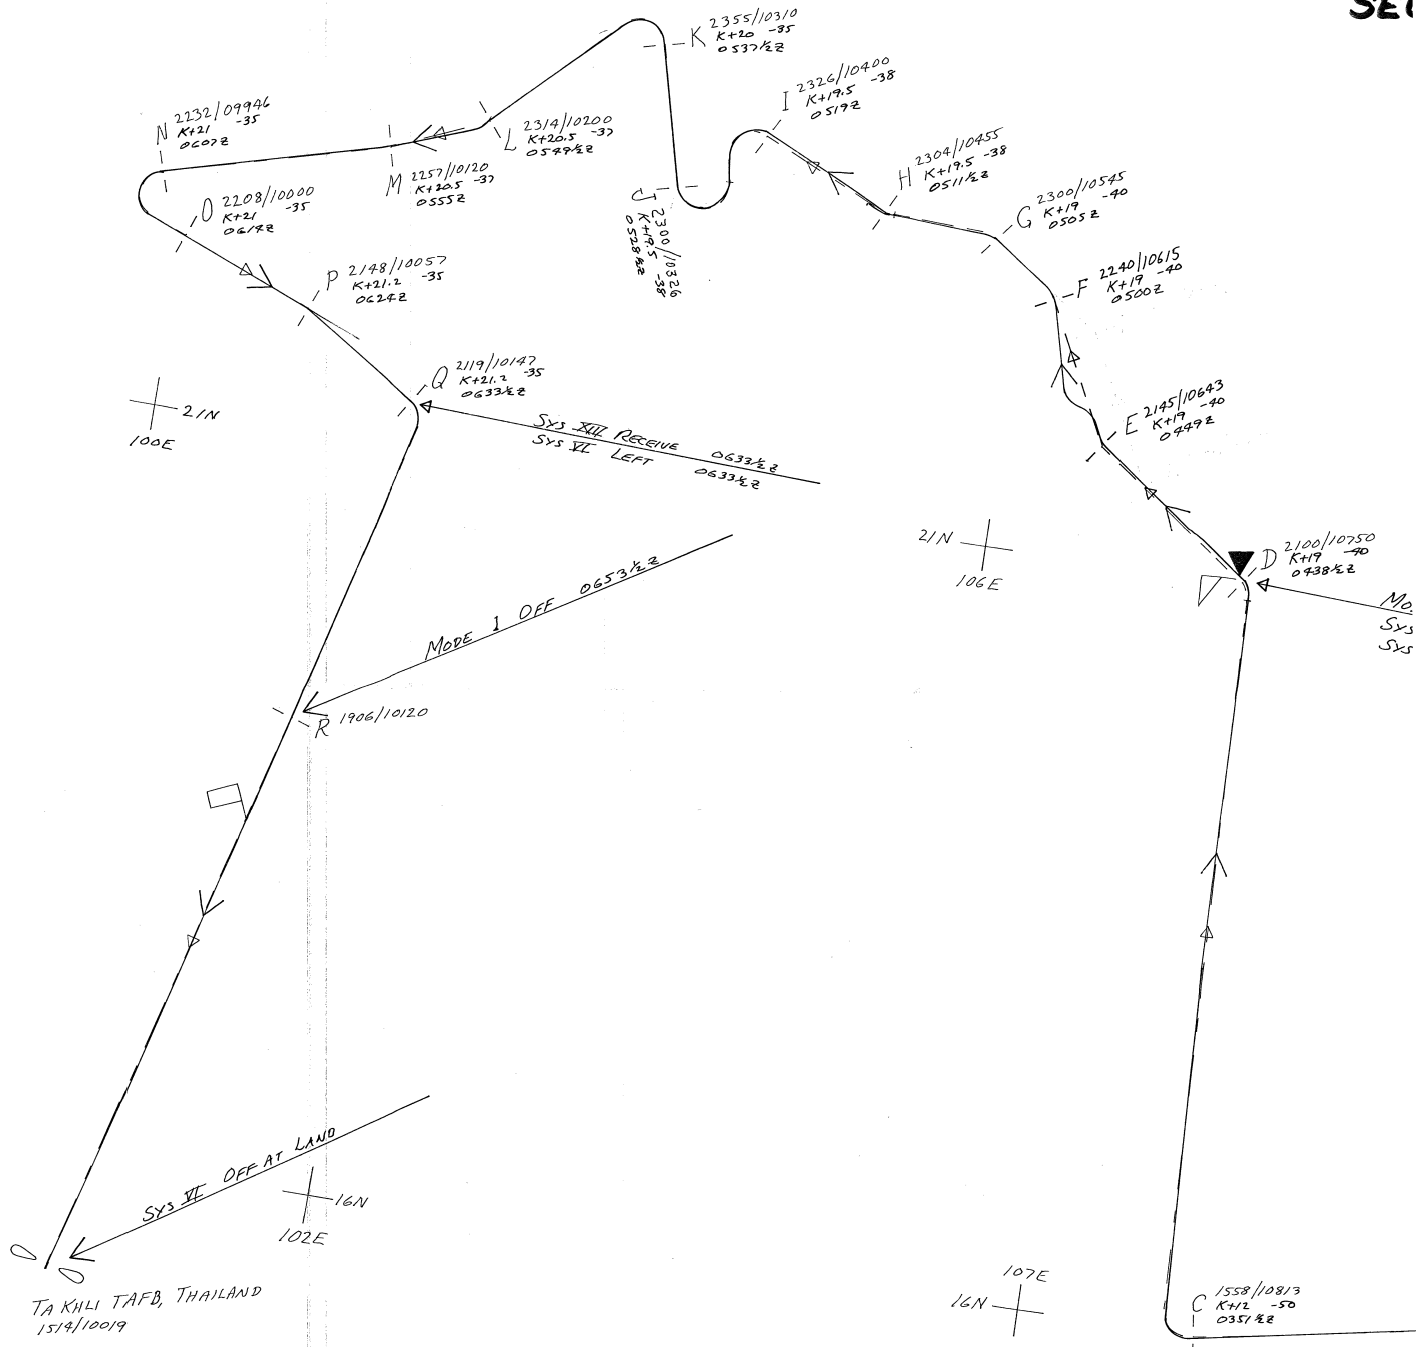 K 2355/10310
K+20 -35
0537½Z
I 2326/10400
K+19.5 -38
0519Z
N 2232/09946
K+21 -35
0607Z
L 2314/10200
K+20.5 -37
0549½Z
H 2304/10455
K+19.5 -38
0511½Z
M 2257/10120
K+20.5 -37
0555Z
O 2208/10000
K+21 -35
0614Z
J 2300/10326
K+19.5 -38
0528½Z
G 2300/10545
K+19 -40
0505Z
P 2148/10057
K+21.2 -35
0624Z
F 2240/10615
K+19 -40
0500Z
Q 2119/10147
K+21.2 -35
0633½Z
E 2145/10643
K+19 -40
0449Z
21N
100E
SYS XIII RECEIVE 0633½Z
SYS VI LEFT 0633½Z
21N
106E
D 2100/10750
K+19 -40
0438½Z
SYS
SYS
MODE I OFF 0653½Z
R 1906/10120
SYS VI OFF AT LAND
16N
102E
TA KHLI TAFB, THAILAND
1514/10019
107E
16N
C 1558/10813
K+12 -50
0351½Z